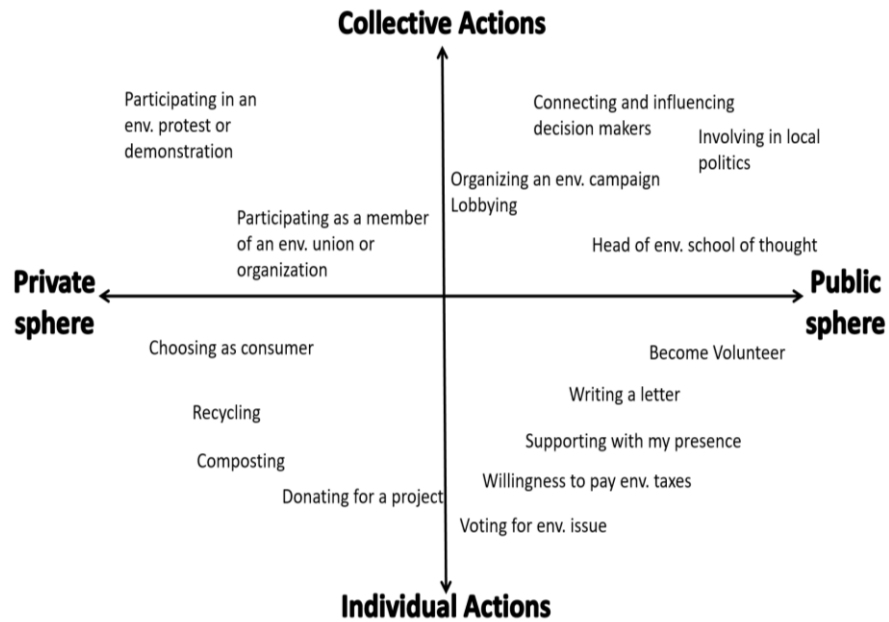 Collective Actions
Participating in an
env. protest or
demonstration
Connecting and influencing
decision makers
Involving in local
politics
Organizing an env. campaign
Lobbying
Participating as a member
of an env. union or
organization
Head of env. school of thought
Private
sphere
Public
sphere
Choosing as consumer
Become Volunteer
Writing a letter
Recycling
Supporting with my presence
Composting
Willingness to pay env. taxes
Donating for a project
Voting for env. issue
Individual Actions